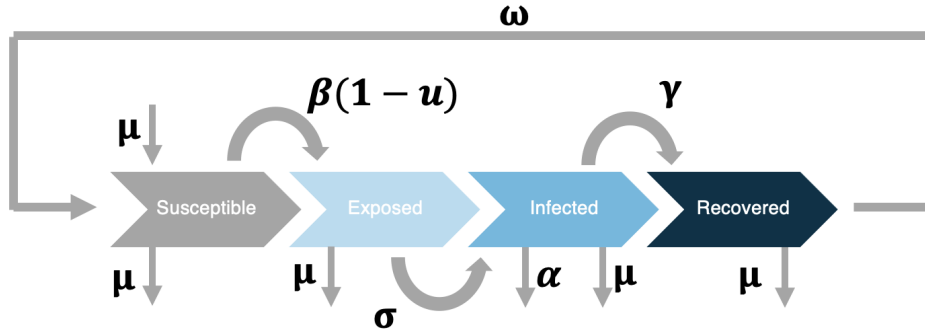 ω
β(1 − u)
γ
μ
Susceptible
Exposed
Infected
Recovered
μ
μ
σ
α
μ
μ